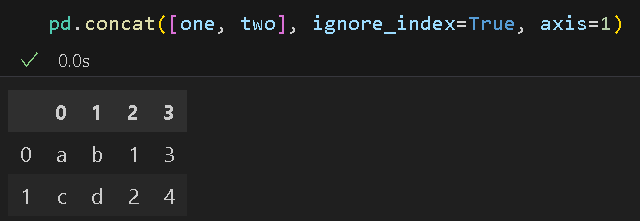 pd.concat([one, two], ignore_index=True, axis=1)
0.0s
0 1 2 3
0 a b 1 3
1 c d 2 4